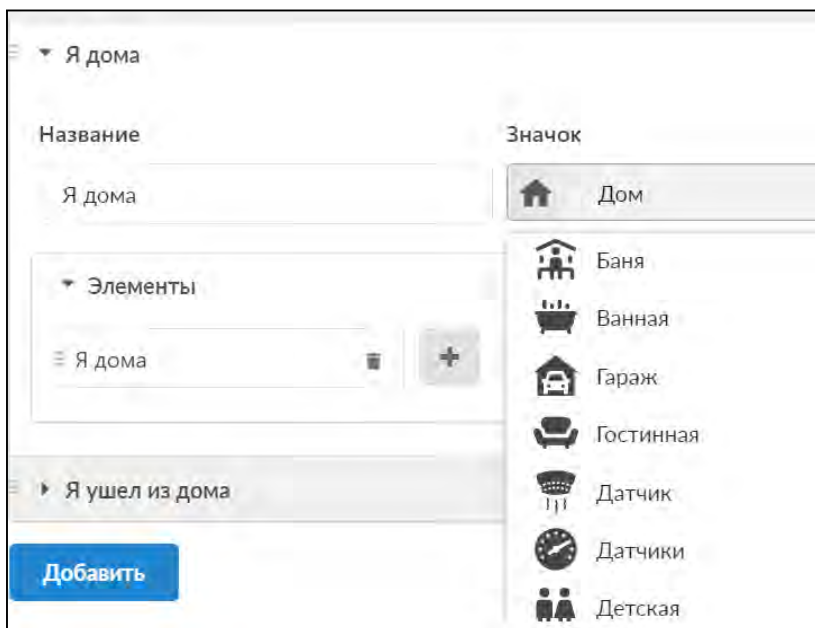 Я дома
Название
Значок
Я дома
Дом
Элементы
Я дома
Баня
Ванная
Гараж
Гостинная
Датчик
Датчики
Детская
Я ушел из дома
Добавить